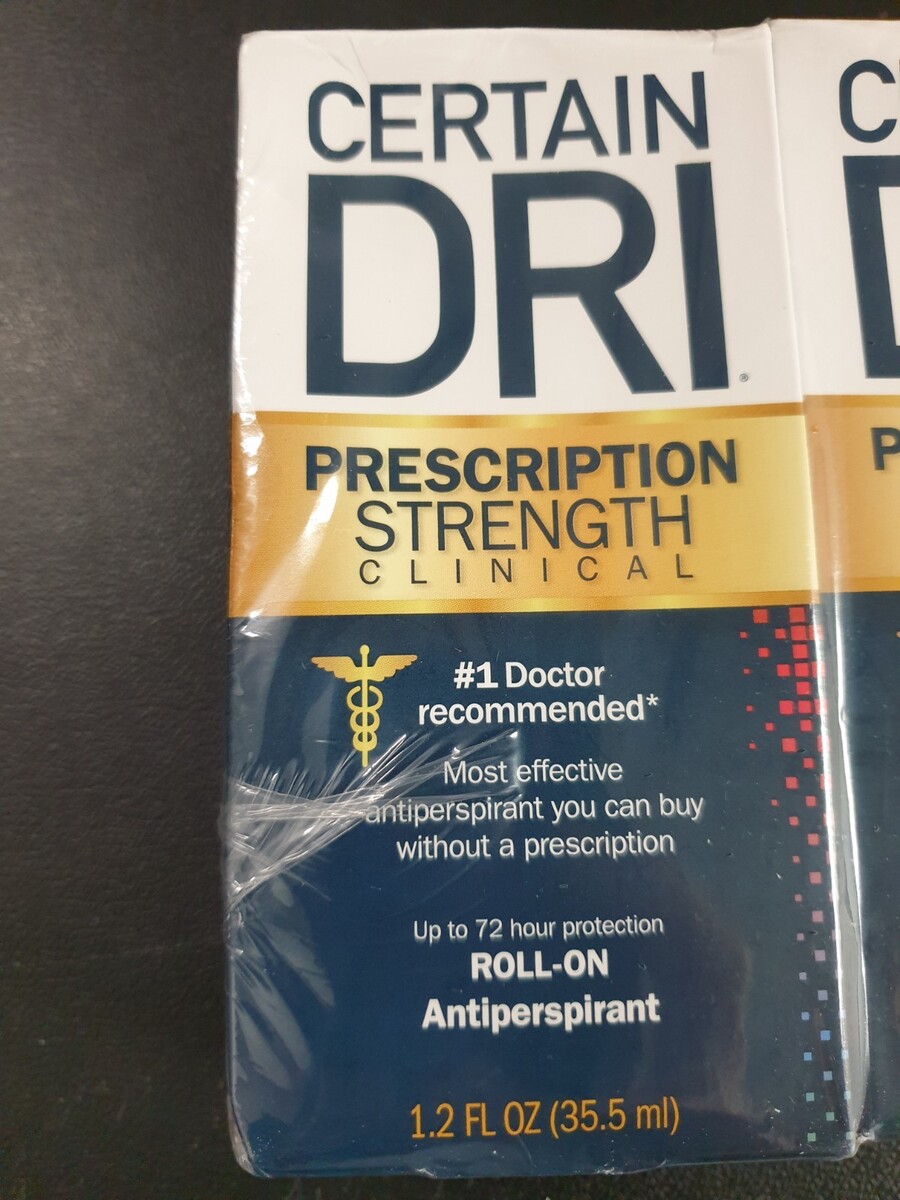 CERTAIN
DRI®
PRESCRIPTION
STRENGTH
CLINICAL
#1 Doctor
recommended*
Most effective
antiperspirant you can buy
without a prescription
Up to 72 hour protection
ROLL-ON
Antiperspirant
1.2 FL OZ (35.5 ml)
C
D
P